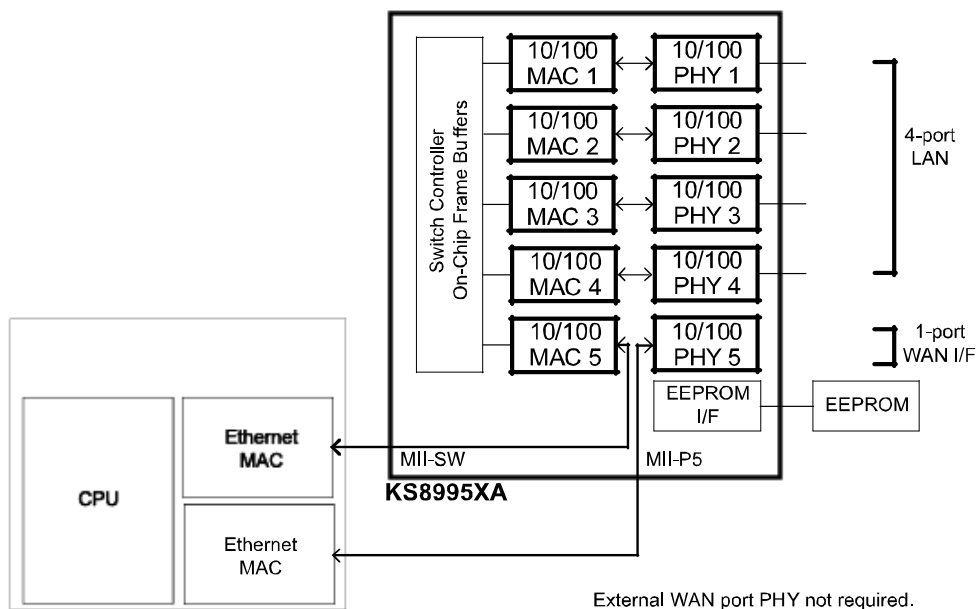 Switch Controller
On-Chip Frame Buffers
10/100
MAC 1
10/100
PHY 1
10/100
MAC 2
10/100
PHY 2
10/100
MAC 3
10/100
PHY 3
10/100
MAC 4
10/100
PHY 4
10/100
MAC 5
10/100
PHY 5
4-port
LAN
1-port
WAN I/F
EEPROM
I/F
EEPROM
CPU
Ethernet
MAC
Ethernet
MAC
MII-SW
MII-P5
KS8995XA
External WAN port PHY not required.